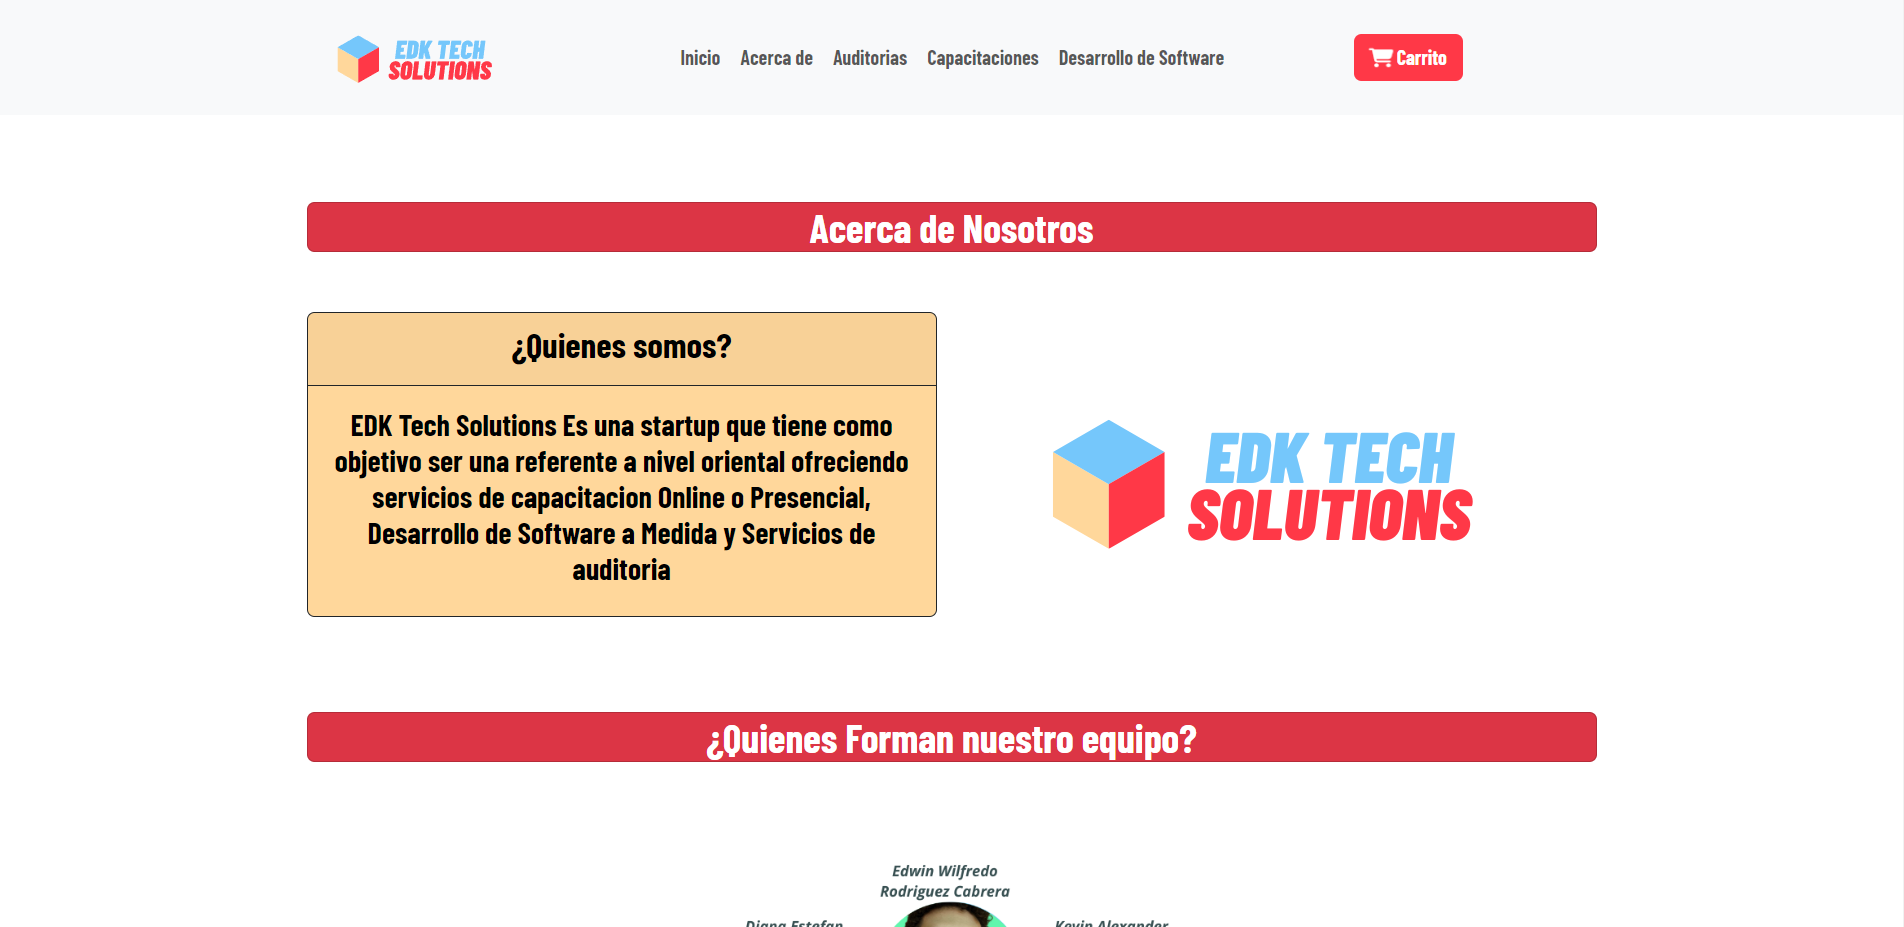 EDK TECH
SOLUTIONS
Inicio Acerca de Auditorias Capacitaciones Desarrollo de Software
Carrito
Acerca de Nosotros
¿Quienes somos?
EDK Tech Solutions Es una startup que tiene como
objetivo ser una referente a nivel oriental ofreciendo
servicios de capacitacion Online o Presencial,
Desarrollo de Software a Medida y Servicios de
auditoria
EDK TECH
SOLUTIONS
¿Quienes Forman nuestro equipo?
Edwin Wilfredo
Rodriguez Cabrera
Diana Estefan
Kevin Alexander